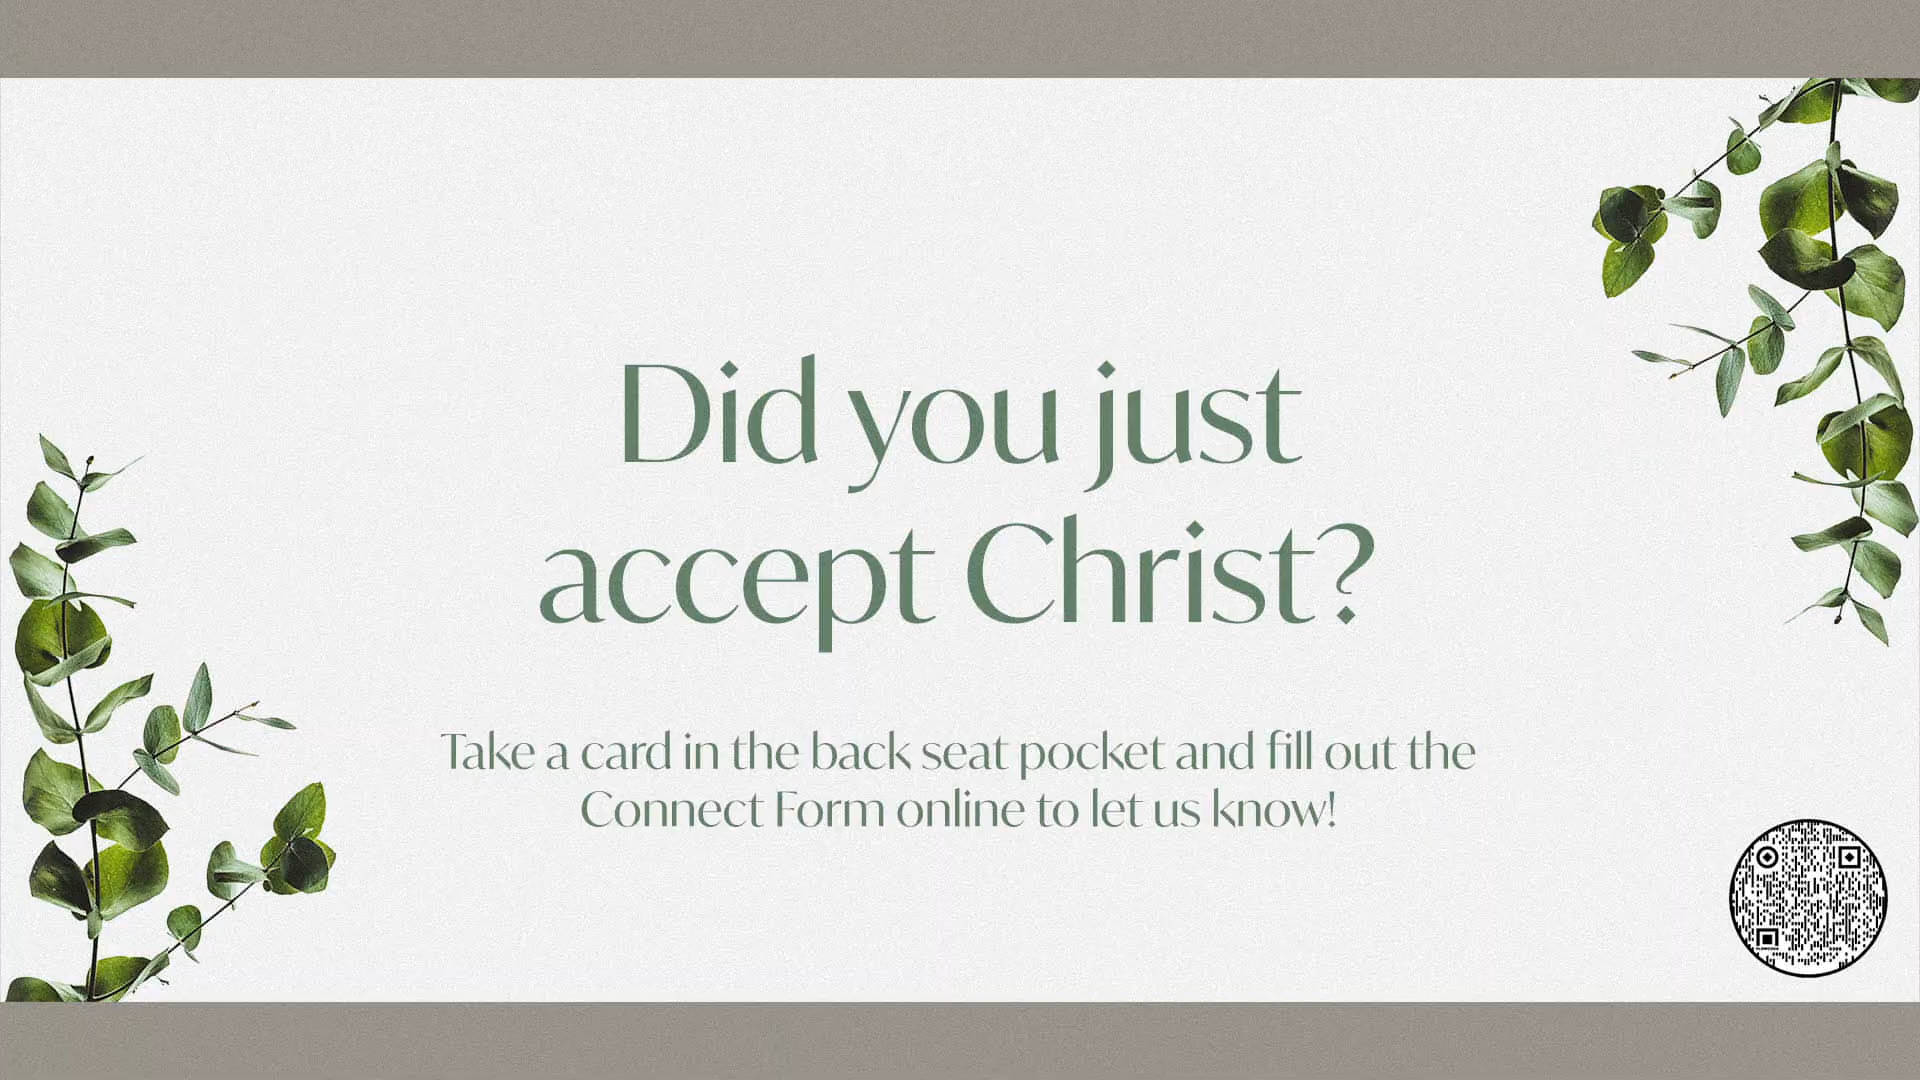 Did you just
accept Christ?
Take a card in the back seat pocket and fill out the
Connect Form online to let us know!